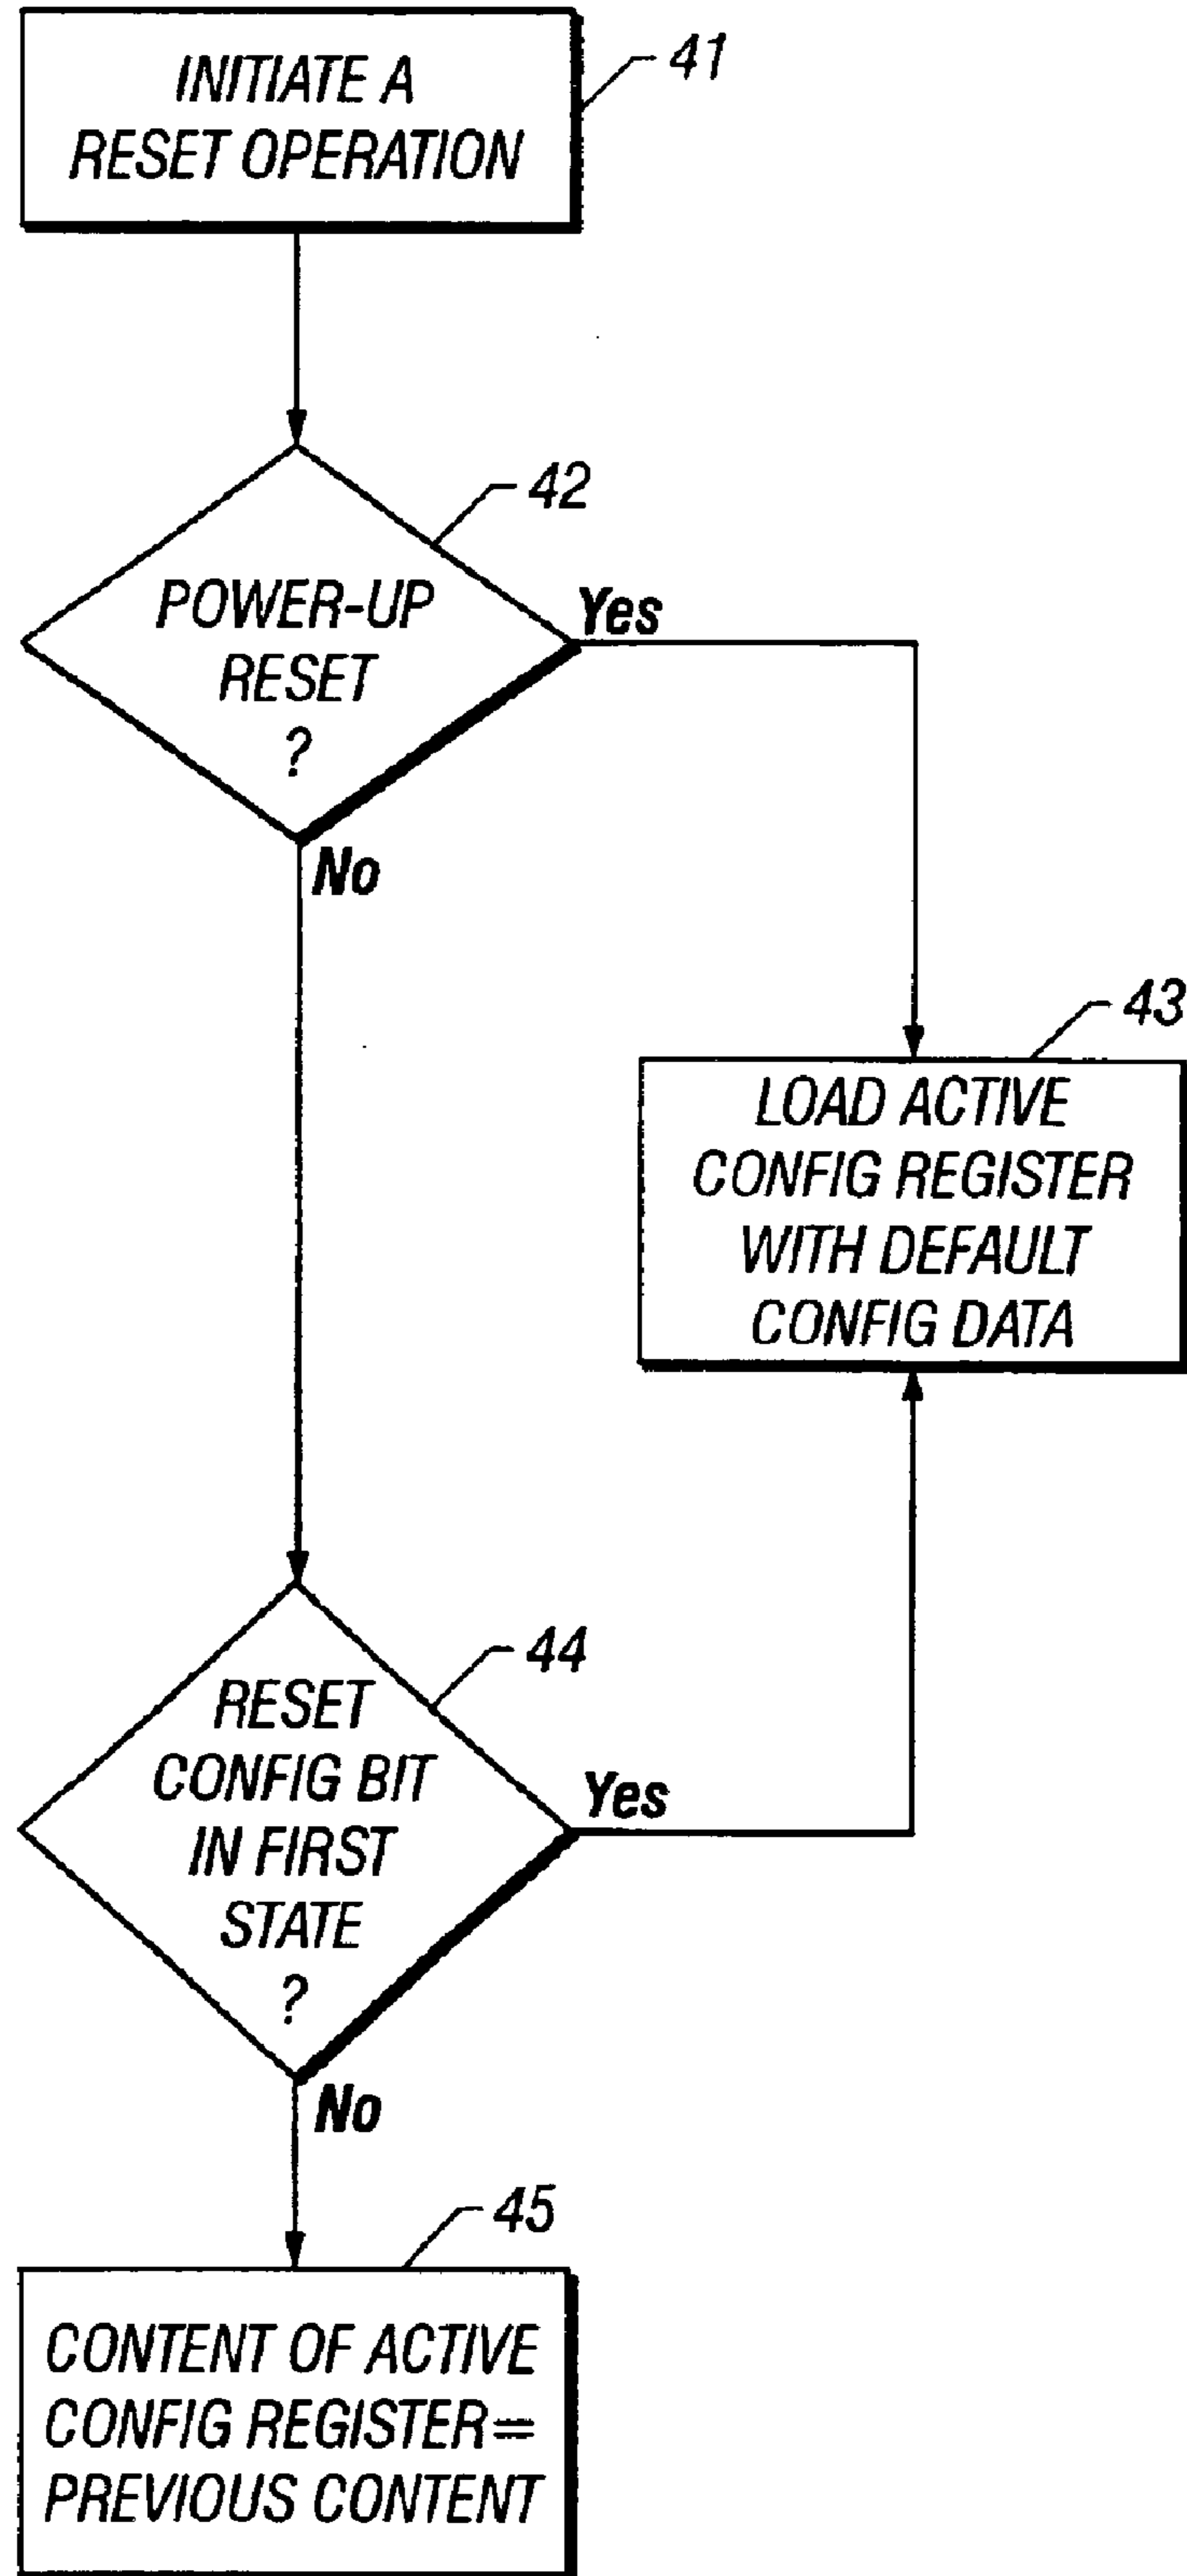 INITIATE A
RESET OPERATION
41
42
POWER-UP
RESET
?
Yes
No
43
LOAD ACTIVE
CONFIG REGISTER
WITH DEFAULT
CONFIG DATA
44
RESET
CONFIG BIT
IN FIRST
STATE
?
Yes
No
45
CONTENT OF ACTIVE
CONFIG REGISTER=
PREVIOUS CONTENT